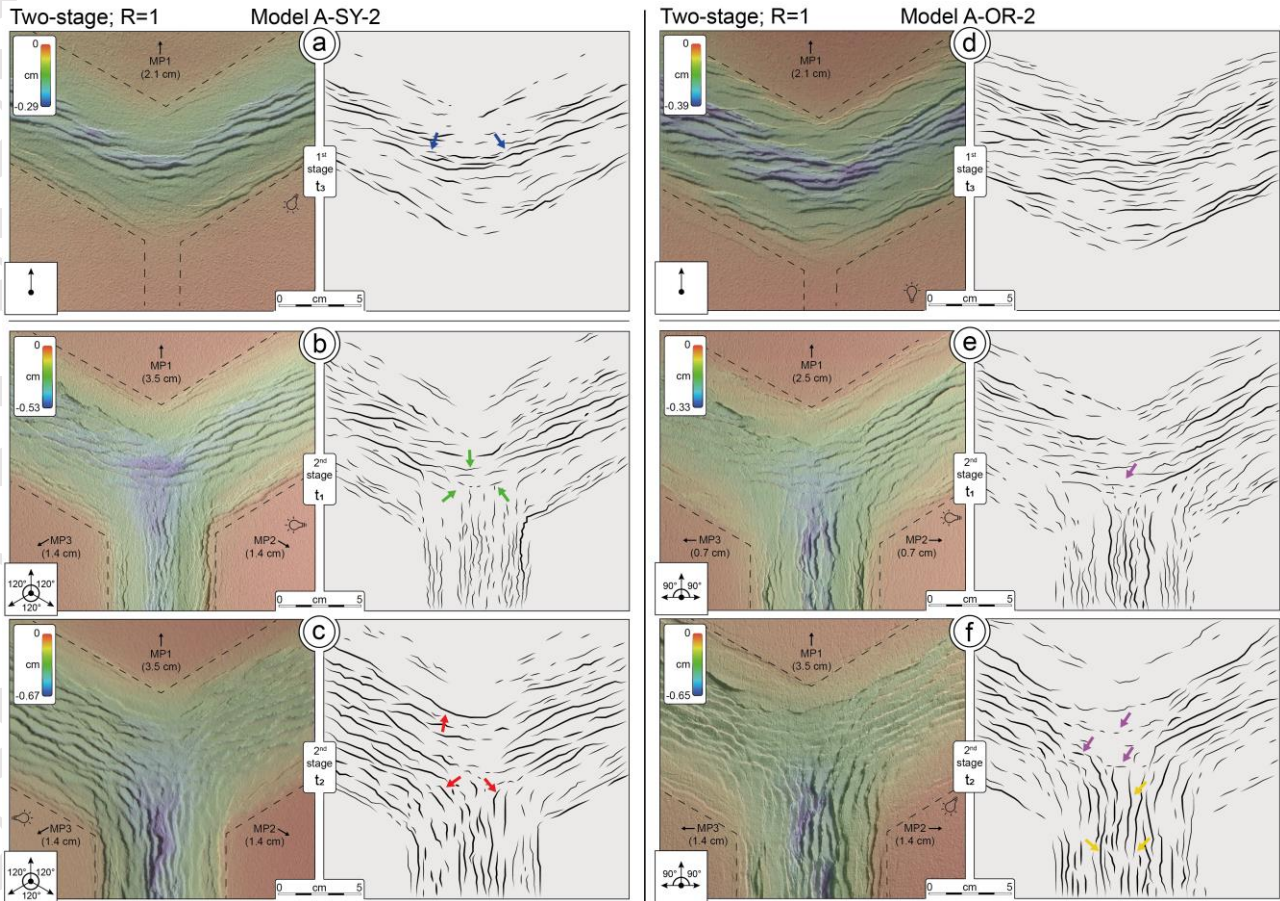 Two-stage; R=1 Model A-SY-2
a
0
cm
-0.29
MP1
(2.1 cm)
1st
stage
t3
0 cm 5
b
0
cm
-0.53
MP1
(3.5 cm)
2nd
stage
t1
MP3
(1.4 cm)
MP2
(1.4 cm)
120° 120°
120°
0 cm 5
c
0
cm
-0.67
MP1
(3.5 cm)
2nd
stage
t2
MP3
(1.4 cm)
MP2
(1.4 cm)
120° 120°
120°
0 cm 5
Two-stage; R=1 Model A-OR-2
d
0
cm
-0.39
MP1
(2.1 cm)
1st
stage
t3
0 cm 5
e
0
cm
-0.33
MP1
(2.5 cm)
2nd
stage
t1
MP3
(0.7 cm)
MP2
(0.7 cm)
90° 90°
0 cm 5
f
0
cm
-0.65
MP1
(3.5 cm)
2nd
stage
t2
MP3
(1.4 cm)
MP2
(1.4 cm)
90° 90°
0 cm 5